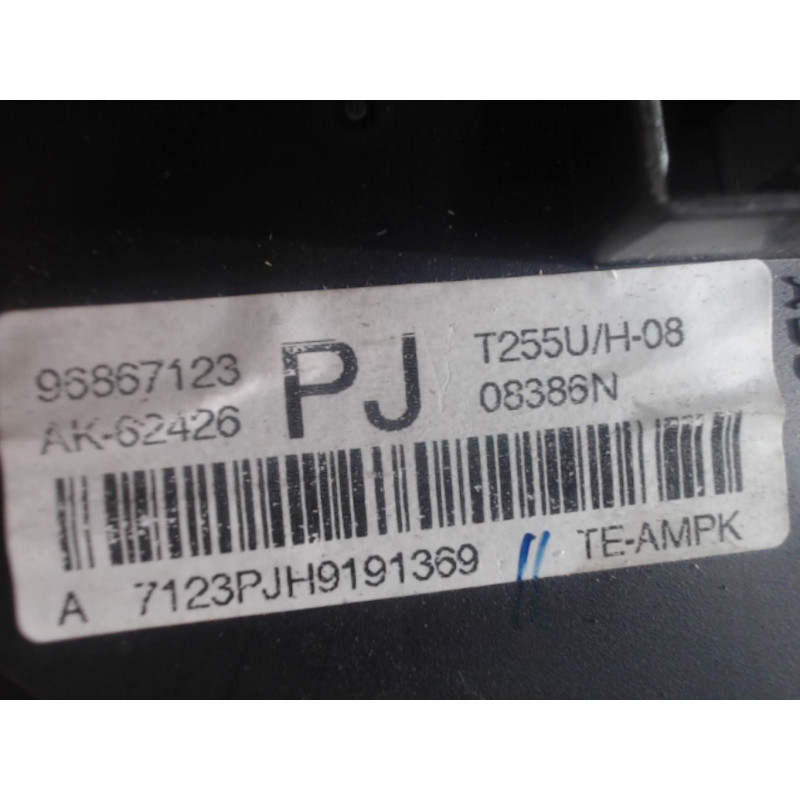 96867123 PJ T255U/H-08
AK-62426 08386N
A 7123PJH9191369 TE-AMPK